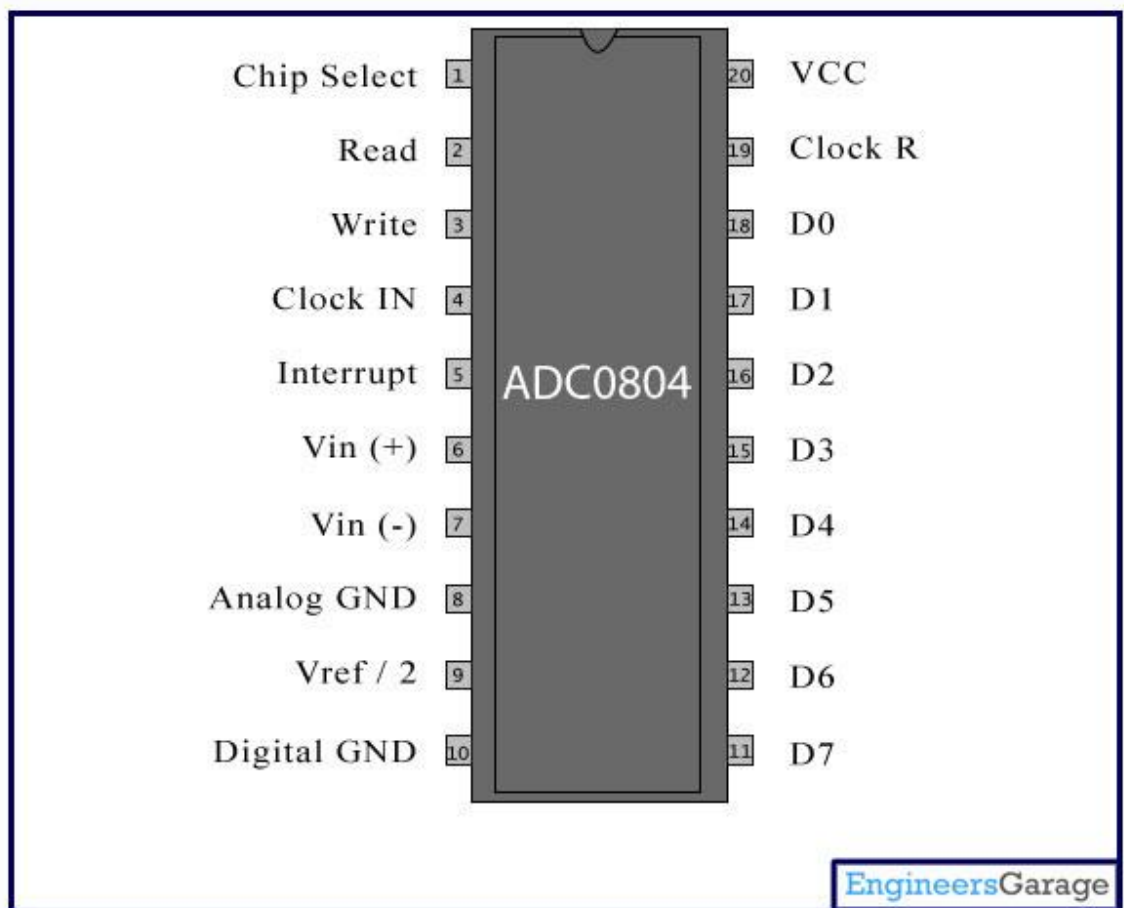 Chip Select 1 20 VCC
Read 2 19 Clock R
Write 3 18 D0
Clock IN 4 17 D1
Interrupt 5 ADC0804 16 D2
Vin (+) 6 15 D3
Vin (-) 7 14 D4
Analog GND 8 13 D5
Vref / 2 9 12 D6
Digital GND 10 11 D7
EngineersGarage